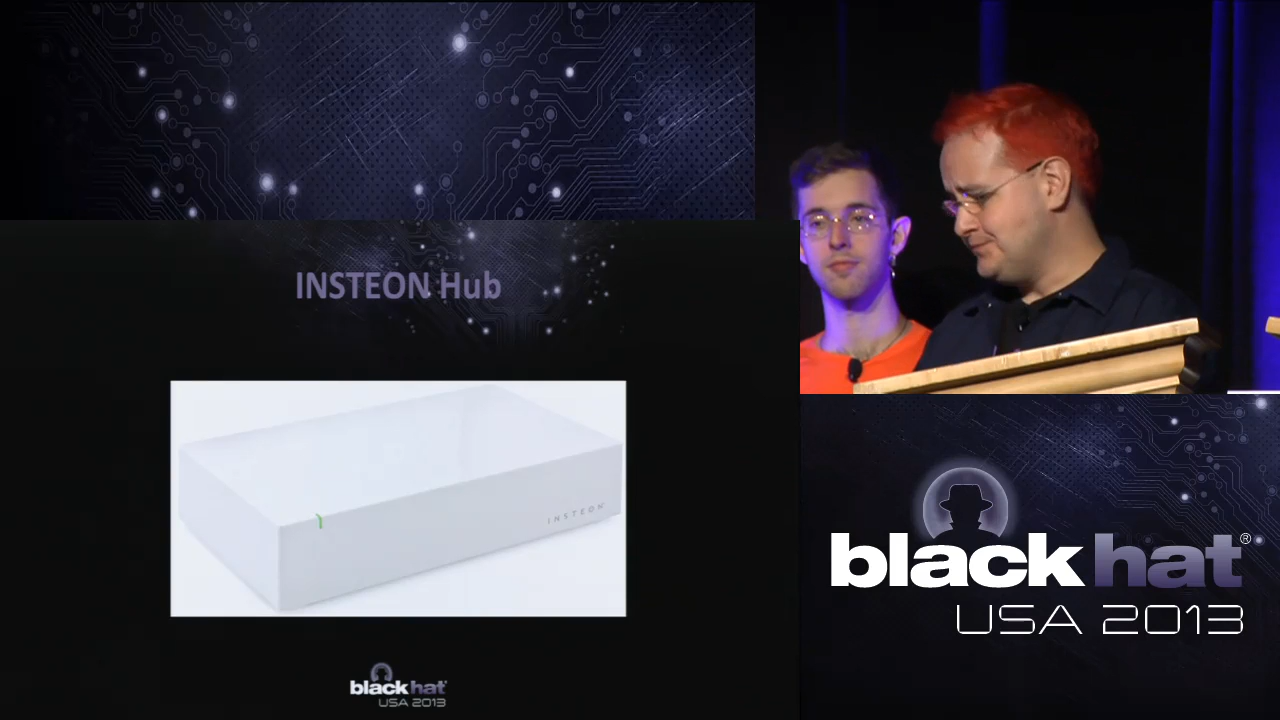 INSTEON Hub
INSTEON
blackhat
USA 2013
blackhat®
USA 2013